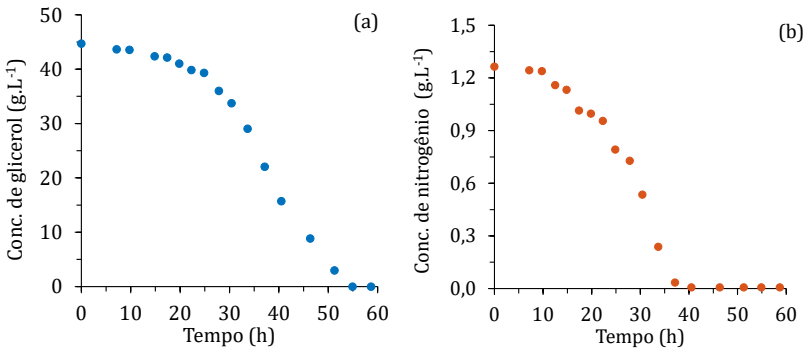 (a)
Conc. de glicerol (g.L⁻¹)
50
40
30
20
10
0
0 10 20 30 40 50 60
Tempo (h)
(b)
Conc. de nitrogênio (g.L⁻¹)
1,5
1,2
0,9
0,6
0,3
0,0
0 10 20 30 40 50 60
Tempo (h)